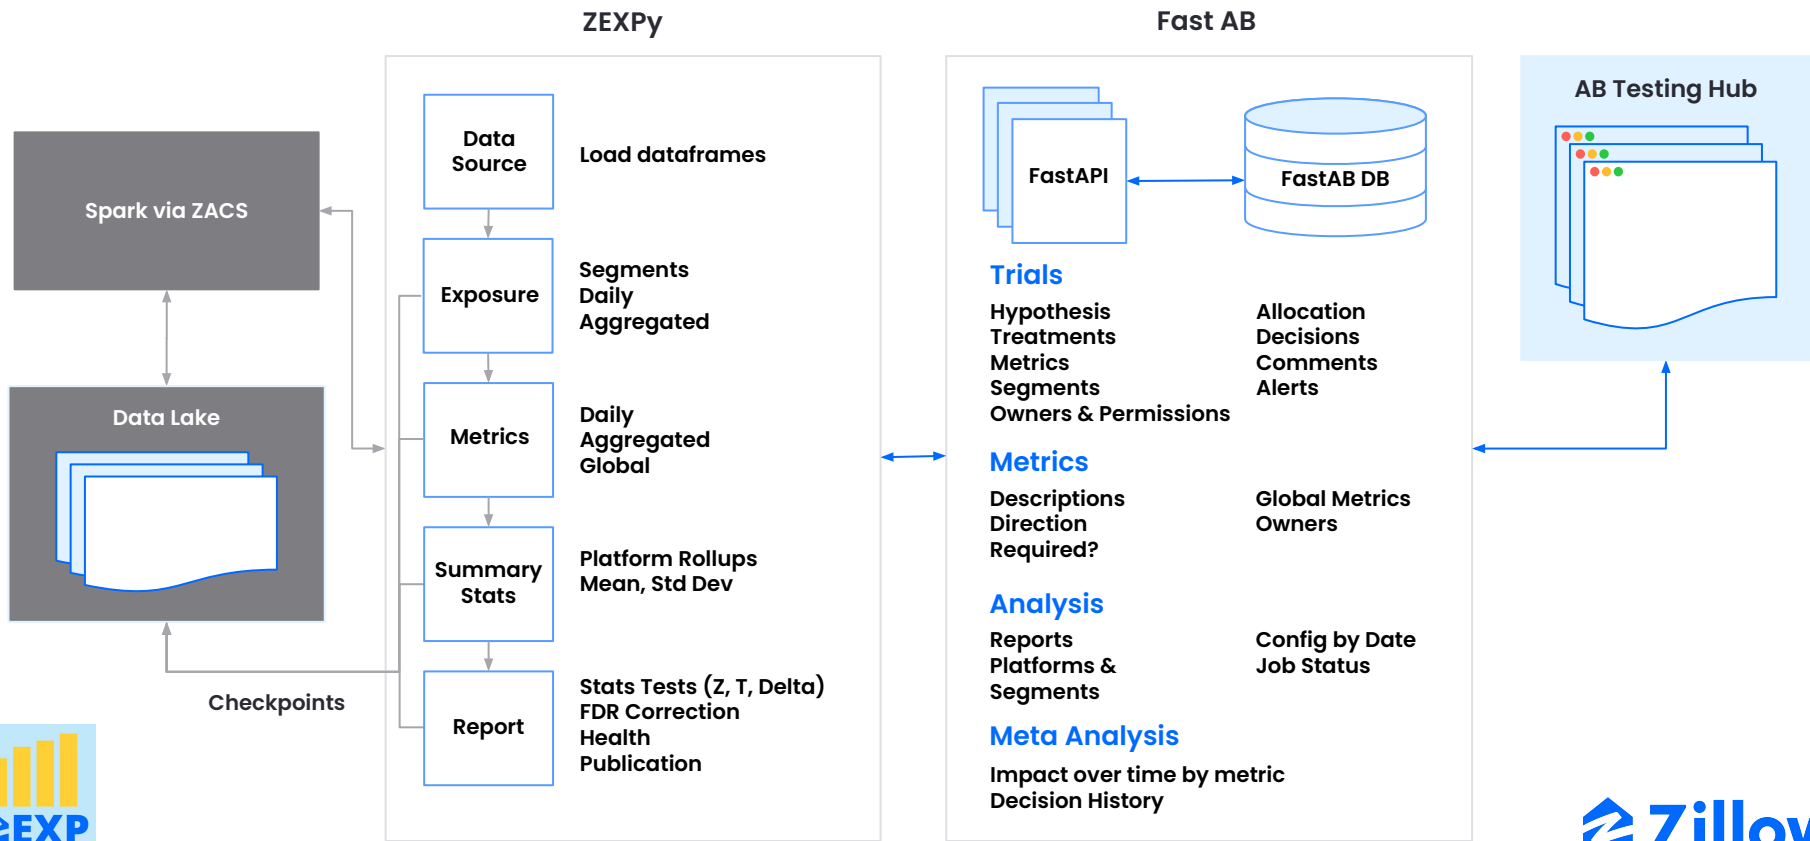 ZEXPy
Fast AB
AB Testing Hub
Spark via ZACS
Data Lake
Checkpoints
Data
Source
Load dataframes
Exposure
Segments
Daily
Aggregated
Metrics
Daily
Aggregated
Global
Summary
Stats
Platform Rollups
Mean, Std Dev
Report
Stats Tests (Z, T, Delta)
FDR Correction
Health
Publication
FastAPI
FastAB DB
Trials
Hypothesis
Treatments
Metrics
Segments
Owners & Permissions
Allocation
Decisions
Comments
Alerts
Metrics
Descriptions
Direction
Required?
Global Metrics
Owners
Analysis
Reports
Platforms &
Segments
Config by Date
Job Status
Meta Analysis
Impact over time by metric
Decision History
EXP
Zillow